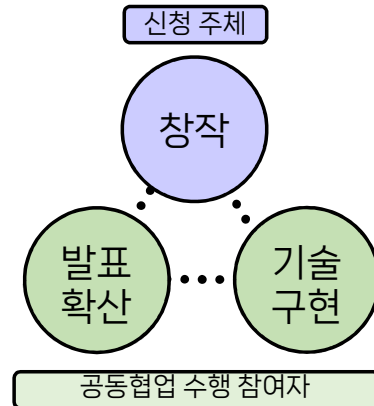 신청 주체
창작
발표
확산
기술
구현
공동협업 수행 참여자